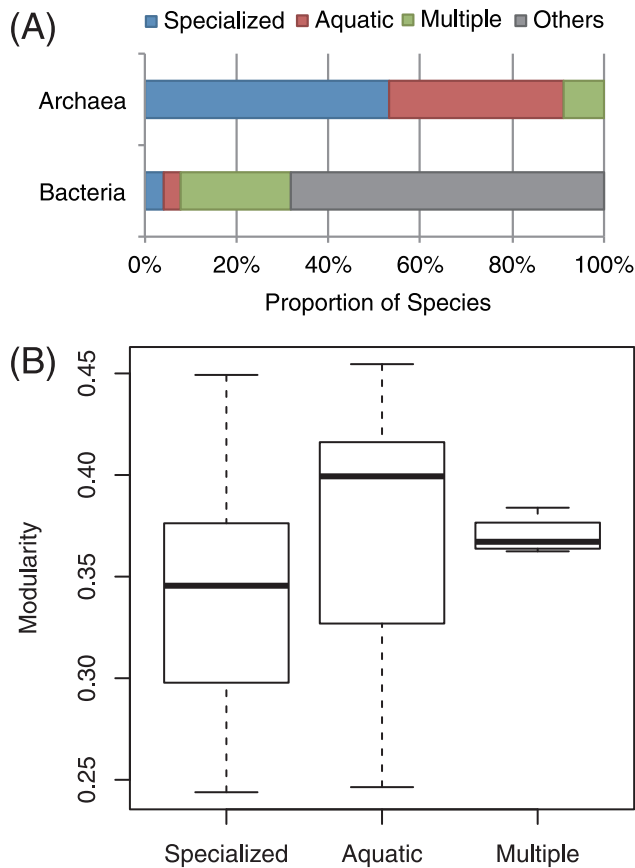 (A)
Specialized Aquatic Multiple Others
Archaea
Bacteria
0% 20% 40% 60% 80% 100%
Proportion of Species
(B)
0.45
0.40
0.35
0.30
0.25
Modularity
Specialized Aquatic Multiple